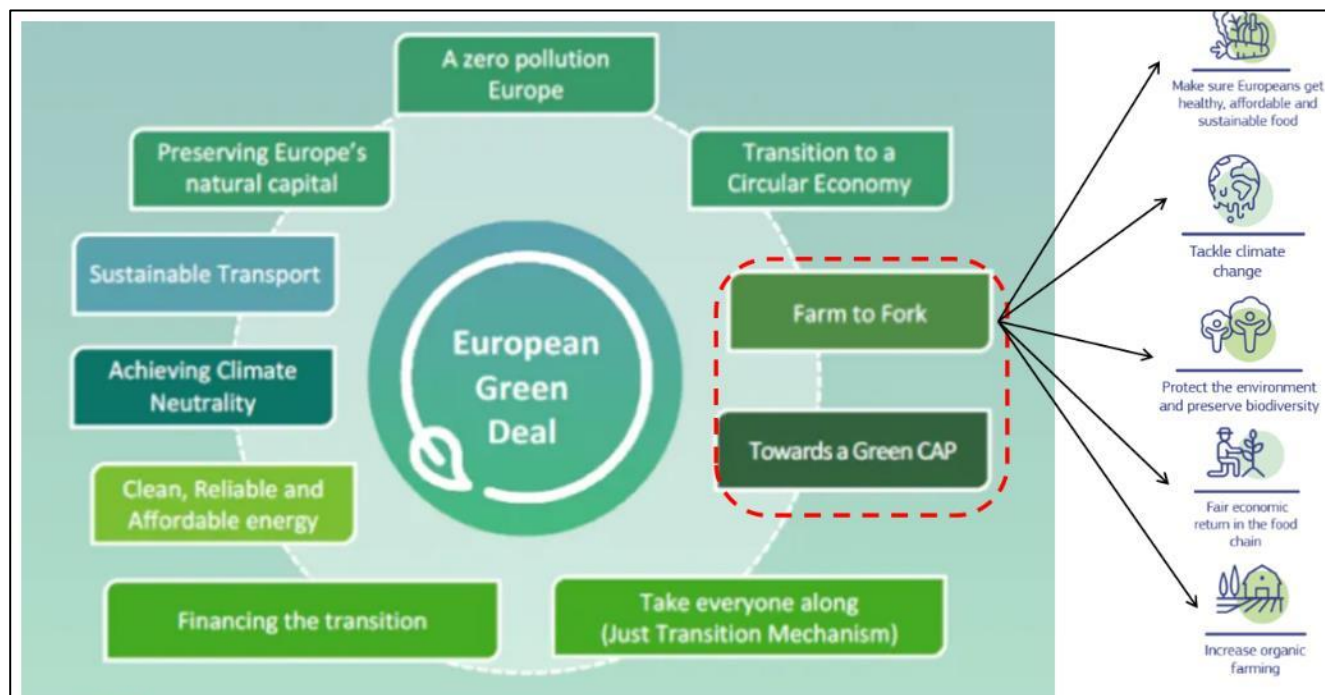 A zero pollution
Europe
Preserving Europe's
natural capital
Transition to a
Circular Economy
Sustainable Transport
Farm to Fork
European
Green
Deal
Achieving Climate
Neutrality
Towards a Green CAP
Clean, Reliable and
Affordable energy
Financing the transition
Take everyone along
(Just Transition Mechanism)
Make sure Europeans get
healthy, affordable and
sustainable food
Tackle climate
change
Protect the environment
and preserve biodiversity
Fair economic
return in the food
chain
Increase organic
farming